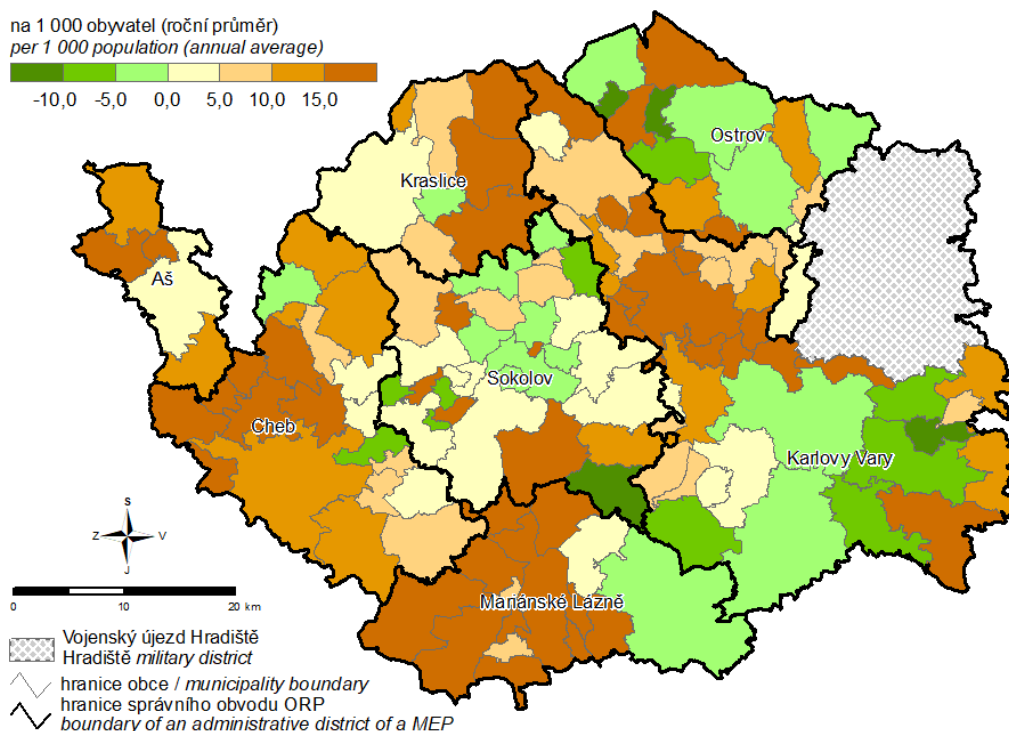 na 1 000 obyvatel (roční průměr)
per 1 000 population (annual average)
-10,0 -5,0 0,0 5,0 10,0 15,0
Ostrov
Kraslice
Aš
Sokolov
Cheb
Karlovy Vary
Mariánské Lázně
S
Z V
J
0 10 20 km
Vojenský újezd Hradiště
Hradiště military district
hranice obce / municipality boundary
hranice správního obvodu ORP
boundary of an administrative district of a MEP